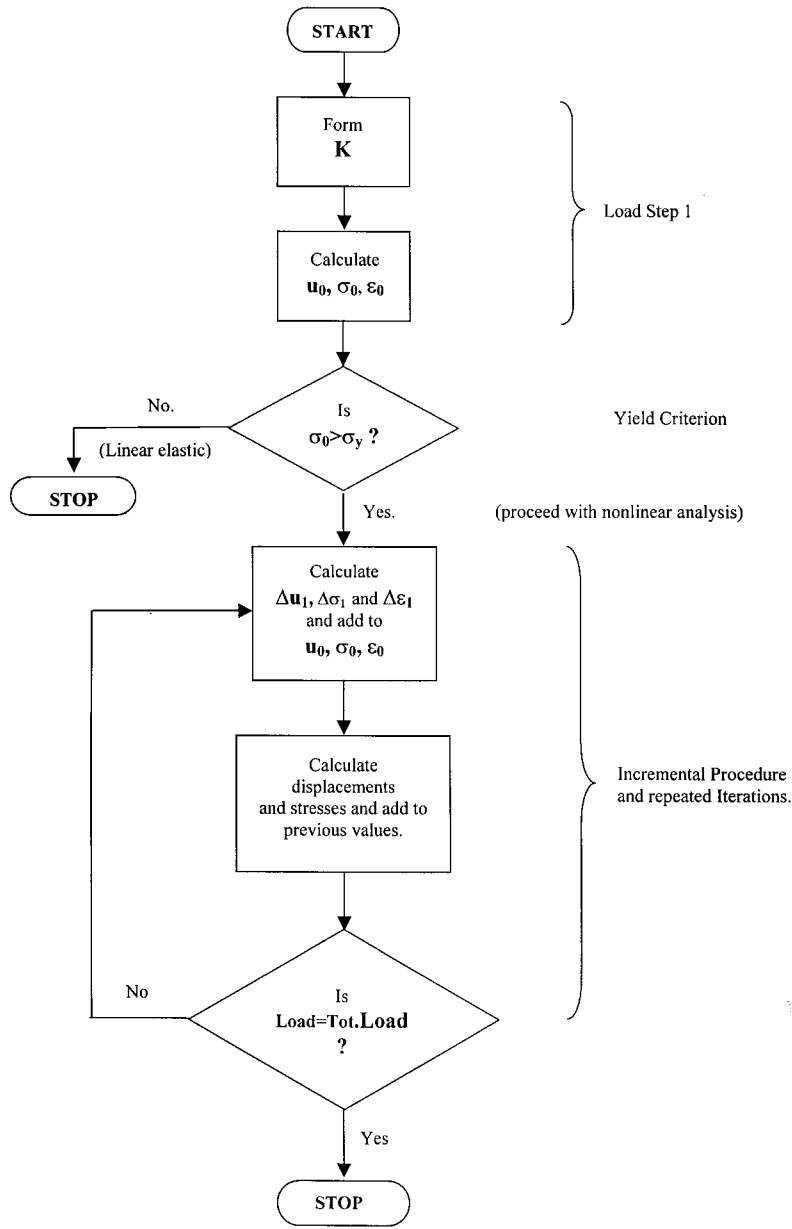 START
Form
K
Load Step 1
Calculate
u₀, σ₀, ε₀
No.
Is
σ₀>σy ?
Yield Criterion
(Linear elastic)
STOP
Yes.
(proceed with nonlinear analysis)
Calculate
Δu₁, Δσ₁ and Δε₁
and add to
u₀, σ₀, ε₀
Calculate
displacements
and stresses and add to
previous values.
Incremental Procedure
and repeated Iterations.
No
Is
Load=Tot.Load
?
Yes
STOP